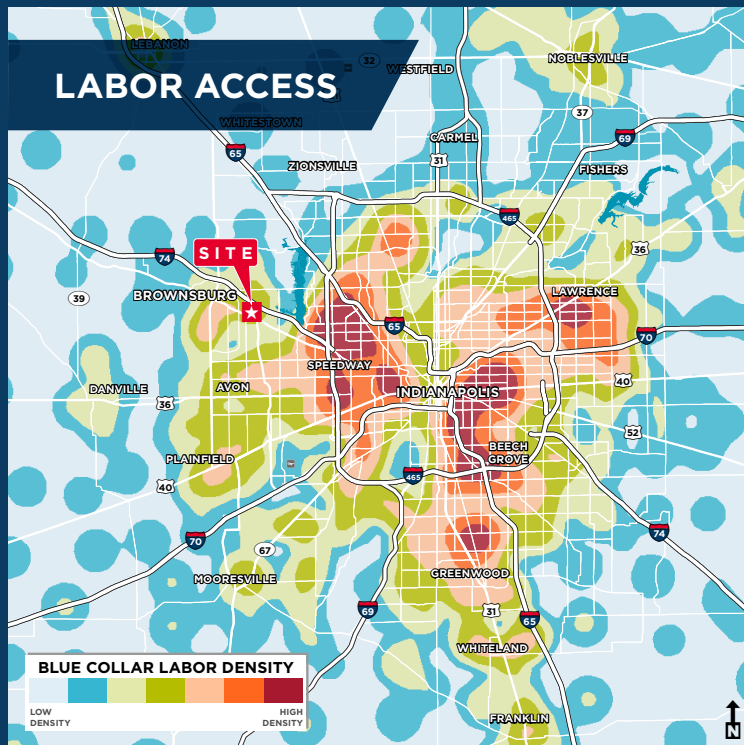 LEBANON
LABOR ACCESS
32
WESTFIELD
NOBLESVILLE
WHITESTOWN
37
65
ZIONSVILLE
CARMEL
31
69
FISHERS
465
36
SITE
74
BROWNSBURG
39
LAWRENCE
65
70
SPEEDWAY
DANVILLE
36
AVON
INDIANAPOLIS
40
52
BEECH
GROVE
PLAINFIELD
40
465
70
74
67
MOORESVILLE
GREENWOOD
69
31
65
WHITELAND
FRANKLIN
BLUE COLLAR LABOR DENSITY
LOW
DENSITY
HIGH
DENSITY
N